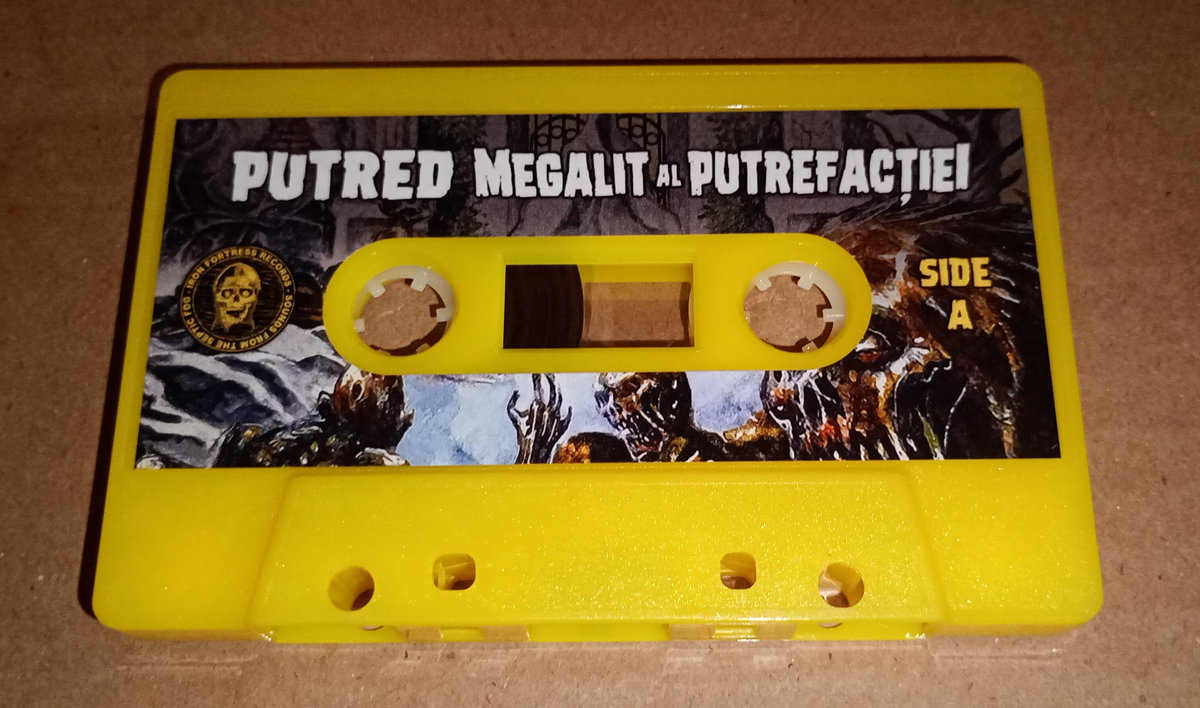 PUTRED MEGALIT AL PUTREFACȚIEI
IRON FORTRESS RECORDS · SOUNDS FROM THE SEPTIC FOG ·
SIDE
A